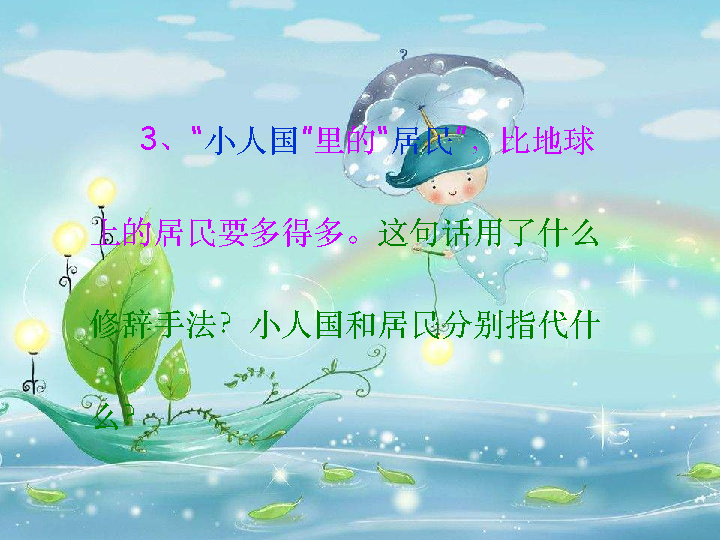 3、“小人国”里的“居民”，比地球
上的居民要多得多。这句话用了什么
修辞手法？小人国和居民分别指代什
么？